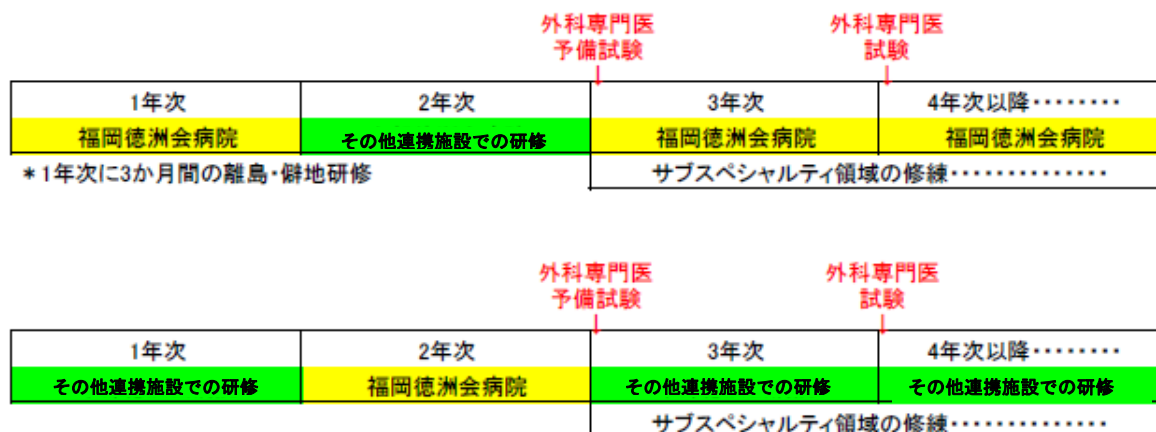 外科専門医 外科専門医
予備試験 試験
↓ ↓
1年次 2年次 3年次 4年次以降········
福岡徳洲会病院 その他連携施設での研修 福岡徳洲会病院 福岡徳洲会病院
*1年次に3か月間の離島·僻地研修 サブスペシャルティ領域の修練··············
外科専門医 外科専門医
予備試験 試験
↓ ↓
1年次 2年次 3年次 4年次以降········
その他連携施設での研修 福岡徳洲会病院 その他連携施設での研修 その他連携施設での研修
サブスペシャルティ領域の修練··············